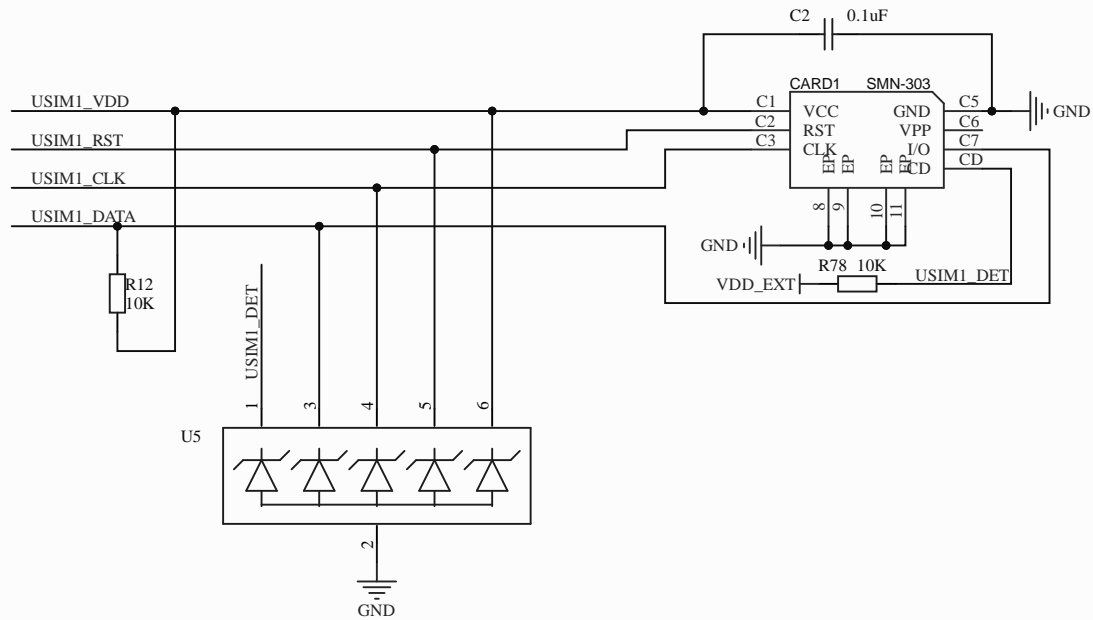 C2 0.1uF
CARD1 SMN-303
USIM1_VDD C1 VCC GND C5 GND
C2 RST VPP C6
USIM1_RST C3 CLK I/O C7
EP EP EP EP CD CD
USIM1_CLK
8 9 10 11
USIM1_DATA
GND
R78 10K
R12 VDD_EXT USIM1_DET
10K
USIM1_DET
1 3 4 5 6
U5
2
GND